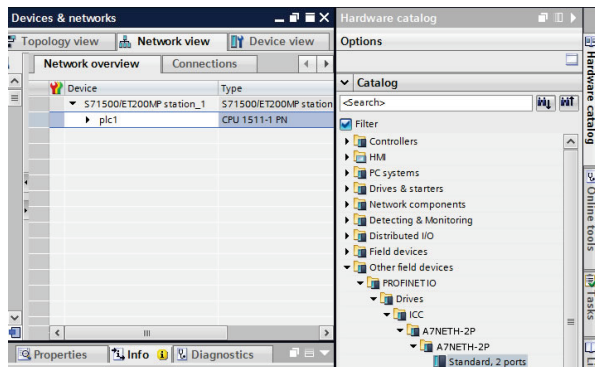 Devices & networks
Topology view
Network view
Device view
Network overview
Connections
Device
Type
S71500/ET200MP station_1
S71500/ET200MP station
plc1
CPU 1511-1 PN
Properties
Info
Diagnostics
Hardware catalog
Options
Catalog
<Search>
Filter
Controllers
HMI
PC systems
Drives & starters
Network components
Detecting & Monitoring
Distributed I/O
Field devices
Other field devices
PROFINET IO
Drives
ICC
A7NETH-2P
A7NETH-2P
Standard, 2 ports
Hardware catalog
Online tools
Tasks